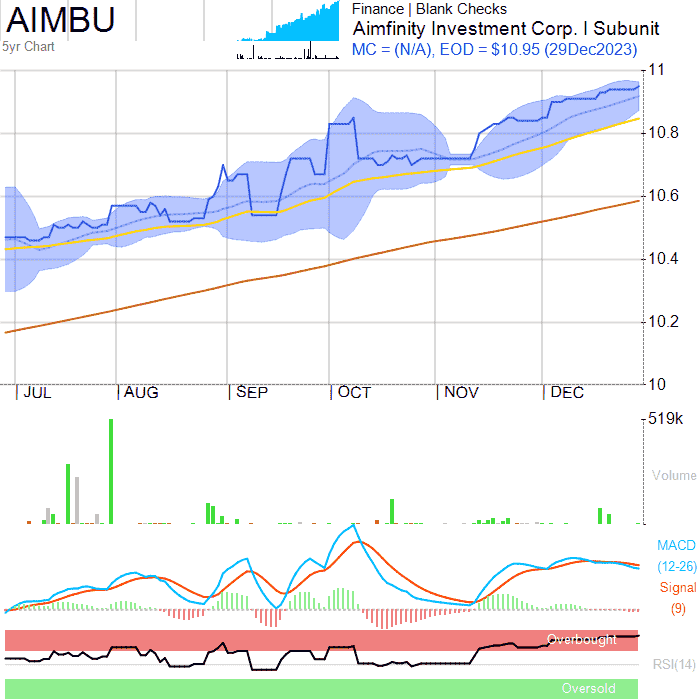 AIMBU
5yr Chart
Finance | Blank Checks
Aimfinity Investment Corp. I Subunit
MC = (N/A), EOD = $10.95 (29Dec2023)
11
10.8
10.6
10.4
10.2
10
JUL
AUG
SEP
OCT
NOV
DEC
519k
Volume
MACD
(12-26)
Signal
(9)
Overbought
RSI(14)
Oversold